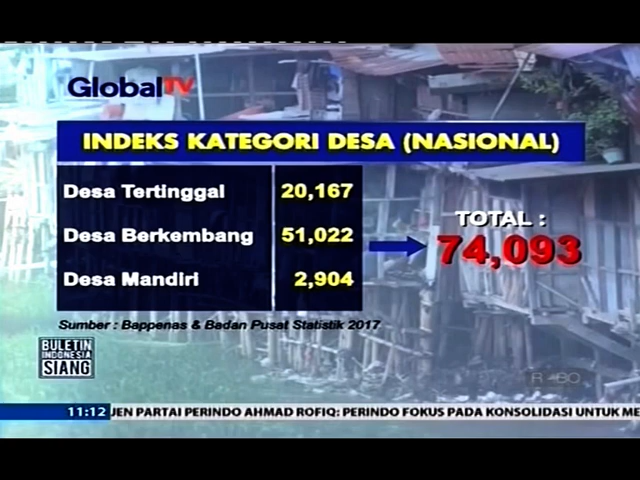 GlobalTV
INDEKS KATEGORI DESA (NASIONAL)
Desa Tertinggal 20,167
Desa Berkembang 51,022
Desa Mandiri 2,904
TOTAL :
74,093
Sumber : Bappenas & Badan Pusat Statistik 2017
BULETIN
INDONESIA
SIANG
11:12 JEN PARTAI PERINDO AHMAD ROFIQ: PERINDO FOKUS PADA KONSOLIDASI UNTUK ME